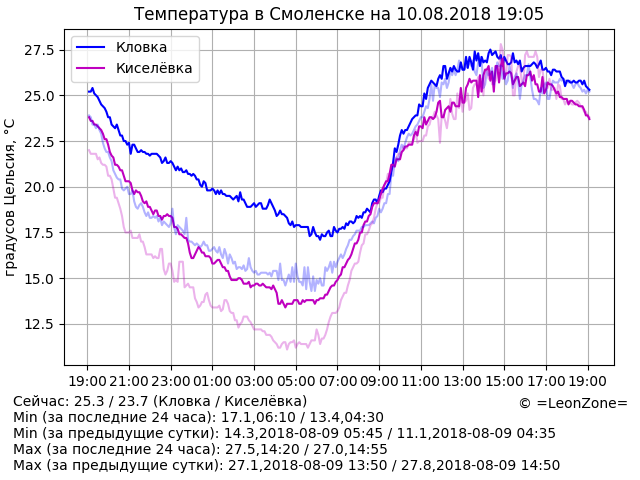 Температура в Смоленске на 10.08.2018 19:05
Кловка
Киселёвка
градусов Цельсия, °C
27.5
25.0
22.5
20.0
17.5
15.0
12.5
19:00 21:00 23:00 01:00 03:00 05:00 07:00 09:00 11:00 13:00 15:00 17:00 19:00
Сейчас: 25.3 / 23.7 (Кловка / Киселёвка)
© =LeonZone=
Min (за последние 24 часа): 17.1,06:10 / 13.4,04:30
Min (за предыдущие сутки): 14.3,2018-08-09 05:45 / 11.1,2018-08-09 04:35
Max (за последние 24 часа): 27.5,14:20 / 27.0,14:55
Max (за предыдущие сутки): 27.1,2018-08-09 13:50 / 27.8,2018-08-09 14:50